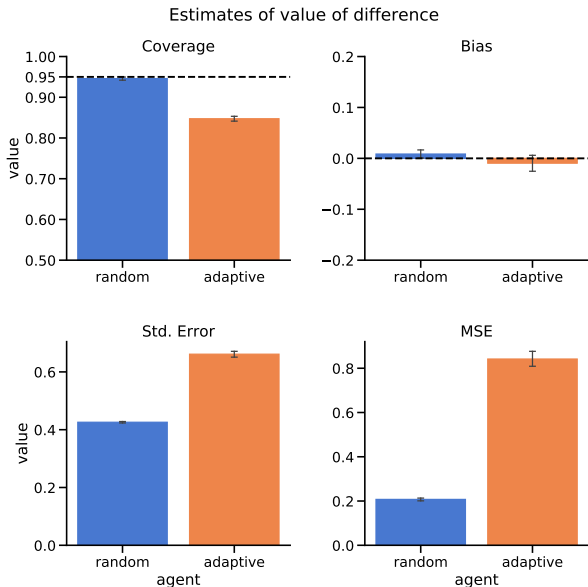 Estimates of value of difference
Coverage
1.00
0.95
0.90
0.80
0.70
0.60
0.50
value
random
adaptive
Bias
0.2
0.1
0.0
−0.1
−0.2
random
adaptive
Std. Error
0.6
0.4
0.2
0.0
value
random
adaptive
agent
MSE
0.8
0.6
0.4
0.2
0.0
random
adaptive
agent